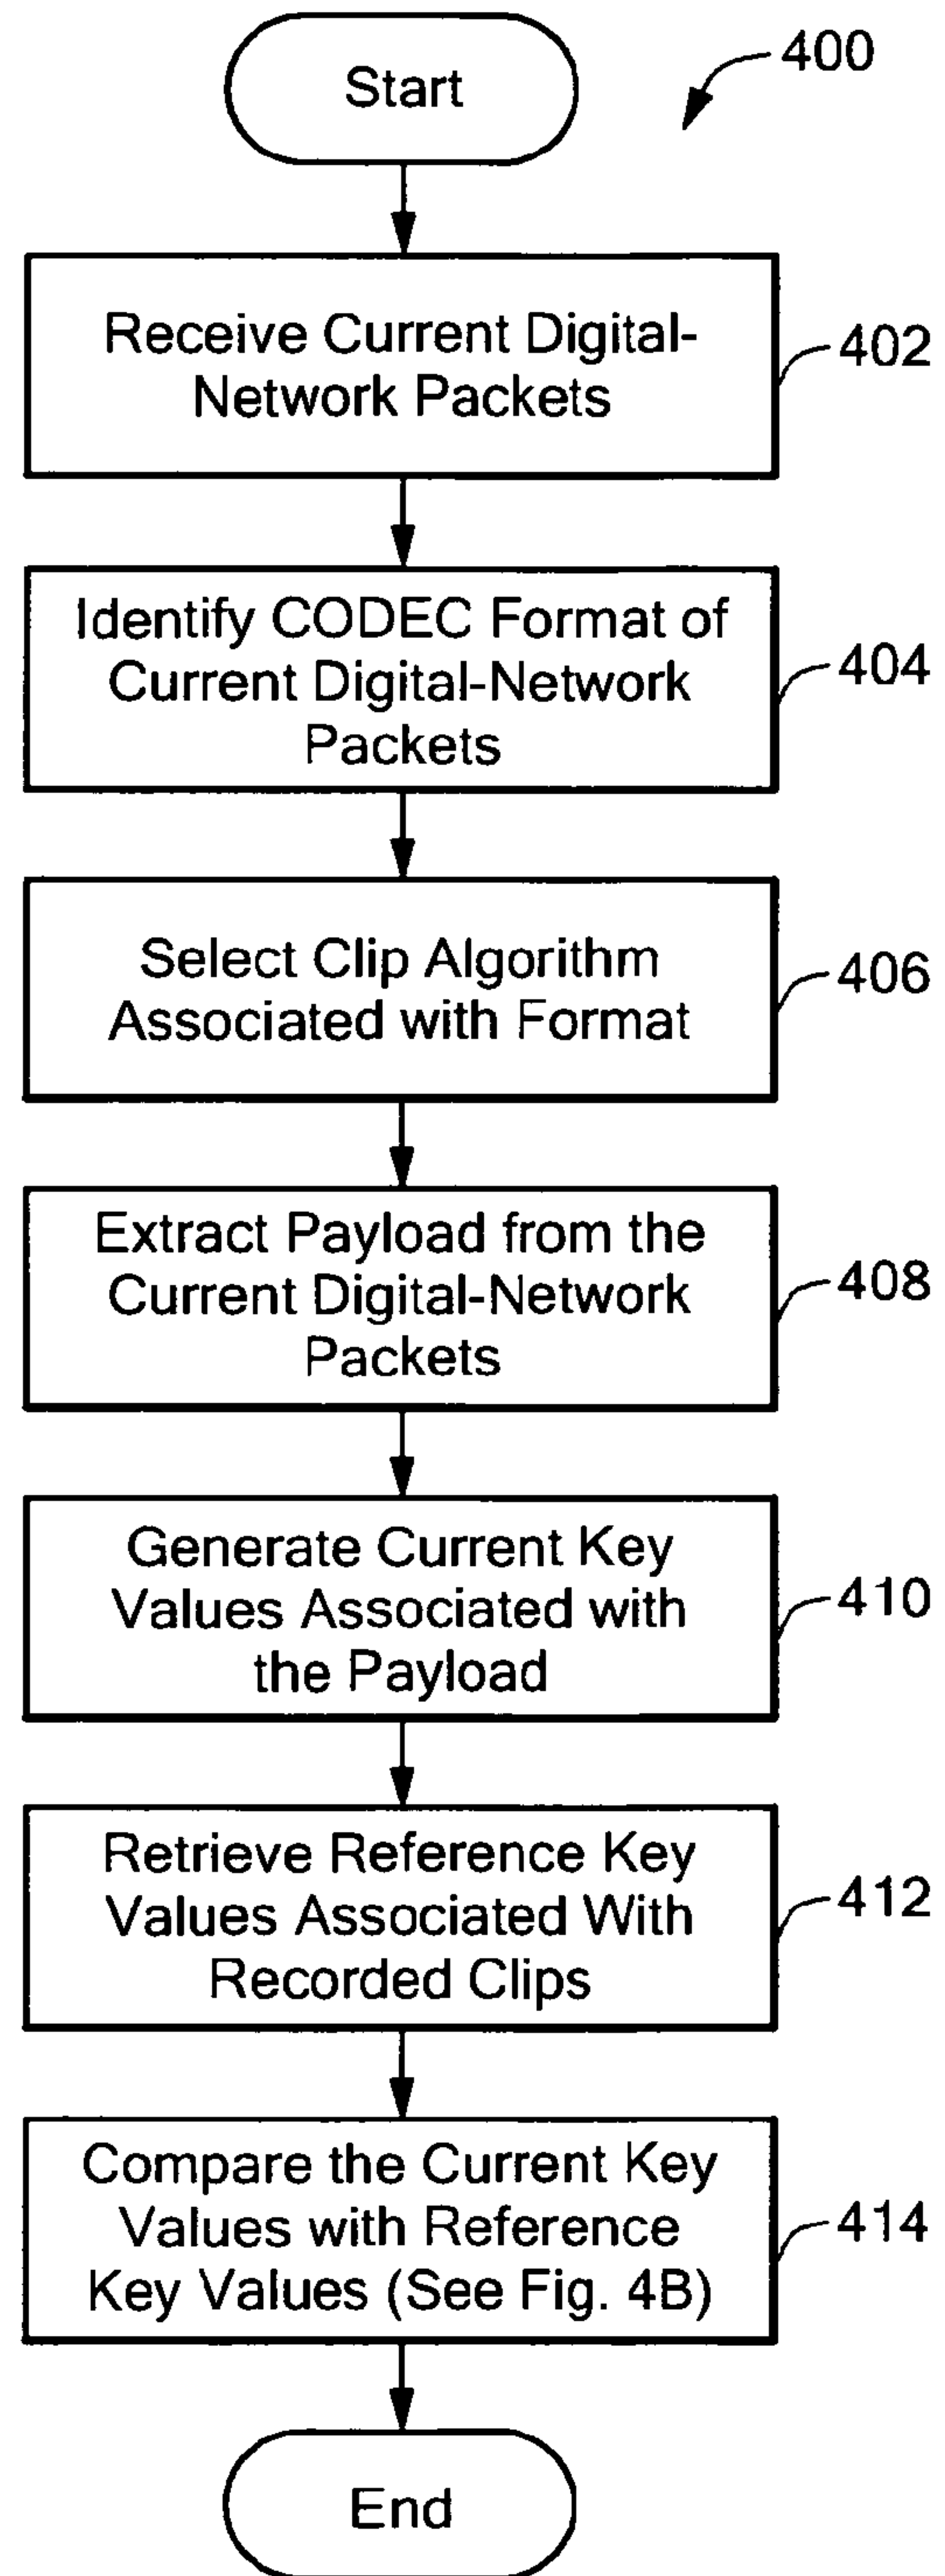 Start
400
Receive Current Digital-
Network Packets
402
Identify CODEC Format of
Current Digital-Network
Packets
404
Select Clip Algorithm
Associated with Format
406
Extract Payload from the
Current Digital-Network
Packets
408
Generate Current Key
Values Associated with
the Payload
410
Retrieve Reference Key
Values Associated With
Recorded Clips
412
Compare the Current Key
Values with Reference
Key Values (See Fig. 4B)
414
End